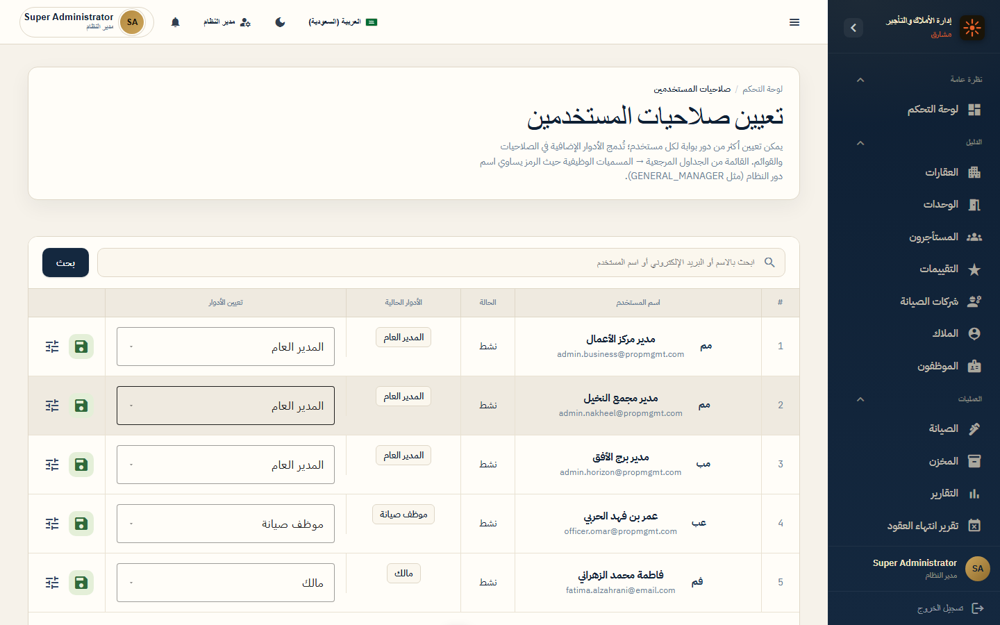 إدارة الأملاك والتأجير
مشارق
نظرة عامة
لوحة التحكم
الدليل
العقارات
الوحدات
المستأجرون
التقييمات
شركات الصيانة
الملاك
الموظفون
العمليات
الصيانة
المخزن
التقارير
تقرير انتهاء العقود
Super Administrator
مدير النظام
SA
تسجيل الخروج
العربية (السعودية)
مدير النظام
SA
Super Administrator
مدير النظام
لوحة التحكم / صلاحيات المستخدمين
تعيين صلاحيات المستخدمين
يمكن تعيين أكثر من دور بوابة لكل مستخدم؛ تُدمج الأدوار الإضافية في الصلاحيات
والقوائم. القائمة من الجداول المرجعية → المسميات الوظيفية حيث الرمز يساوي اسم
دور النظام (مثل GENERAL_MANAGER).
ابحث بالاسم أو البريد الإلكتروني أو اسم المستخدم
بحث
# اسم المستخدم الحالة الأدوار الحالية تعيين الأدوار
1 مم مدير مركز الأعمال نشط المدير العام المدير العام
admin.business@propmgmt.com
2 مم مدير مجمع النخيل نشط المدير العام المدير العام
admin.nakheel@propmgmt.com
3 مب مدير برج الأفق نشط المدير العام المدير العام
admin.horizon@propmgmt.com
4 عب عمر بن فهد الحربي نشط موظف صيانة موظف صيانة
officer.omar@propmgmt.com
5 فم فاطمة محمد الزهراني نشط مالك مالك
fatima.alzahrani@email.com